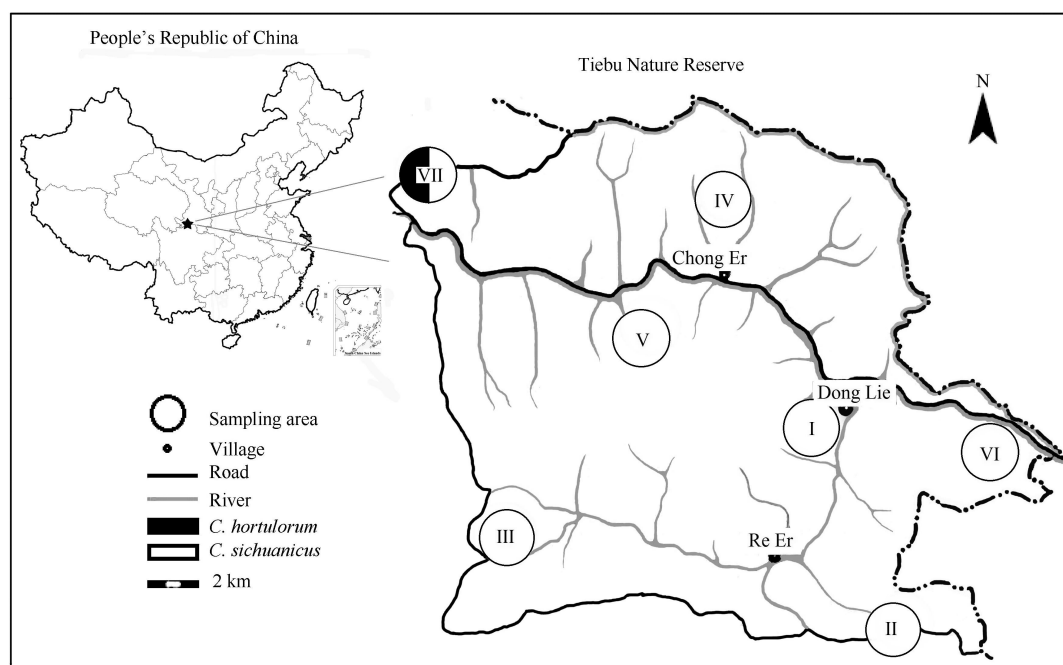 People's Republic of China
Tiebu Nature Reserve
N
VII
IV
Chong Er
V
Dong Lie
I
VI
III
Re Er
II
Sampling area
Village
Road
River
C. hortulorum
C. sichuanicus
2 km